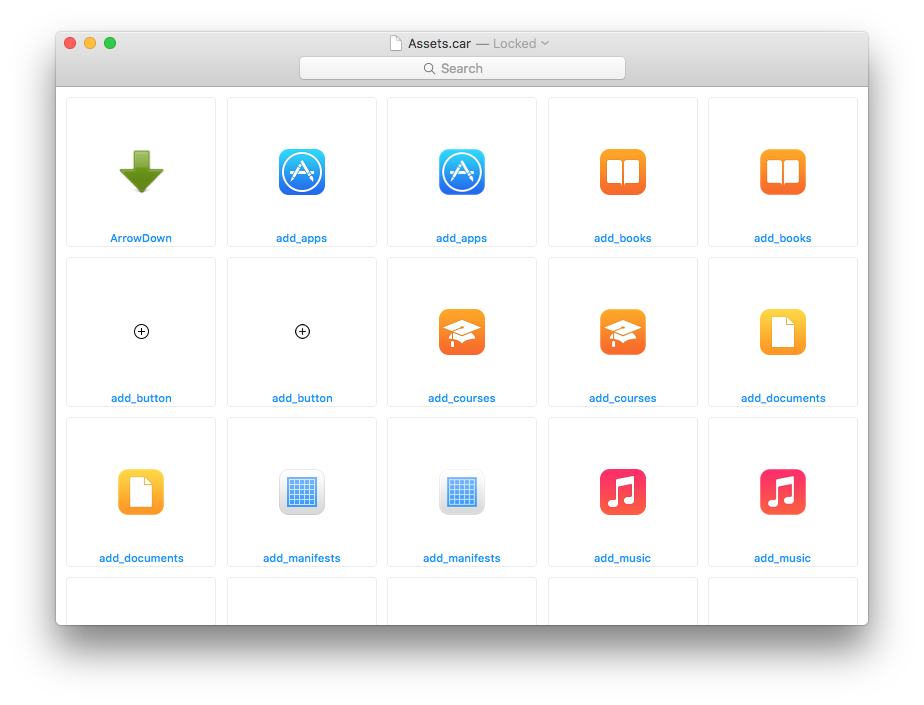 Assets.car — Locked
Search
ArrowDown
add_apps
add_apps
add_books
add_books
add_button
add_button
add_courses
add_courses
add_documents
add_documents
add_manifests
add_manifests
add_music
add_music